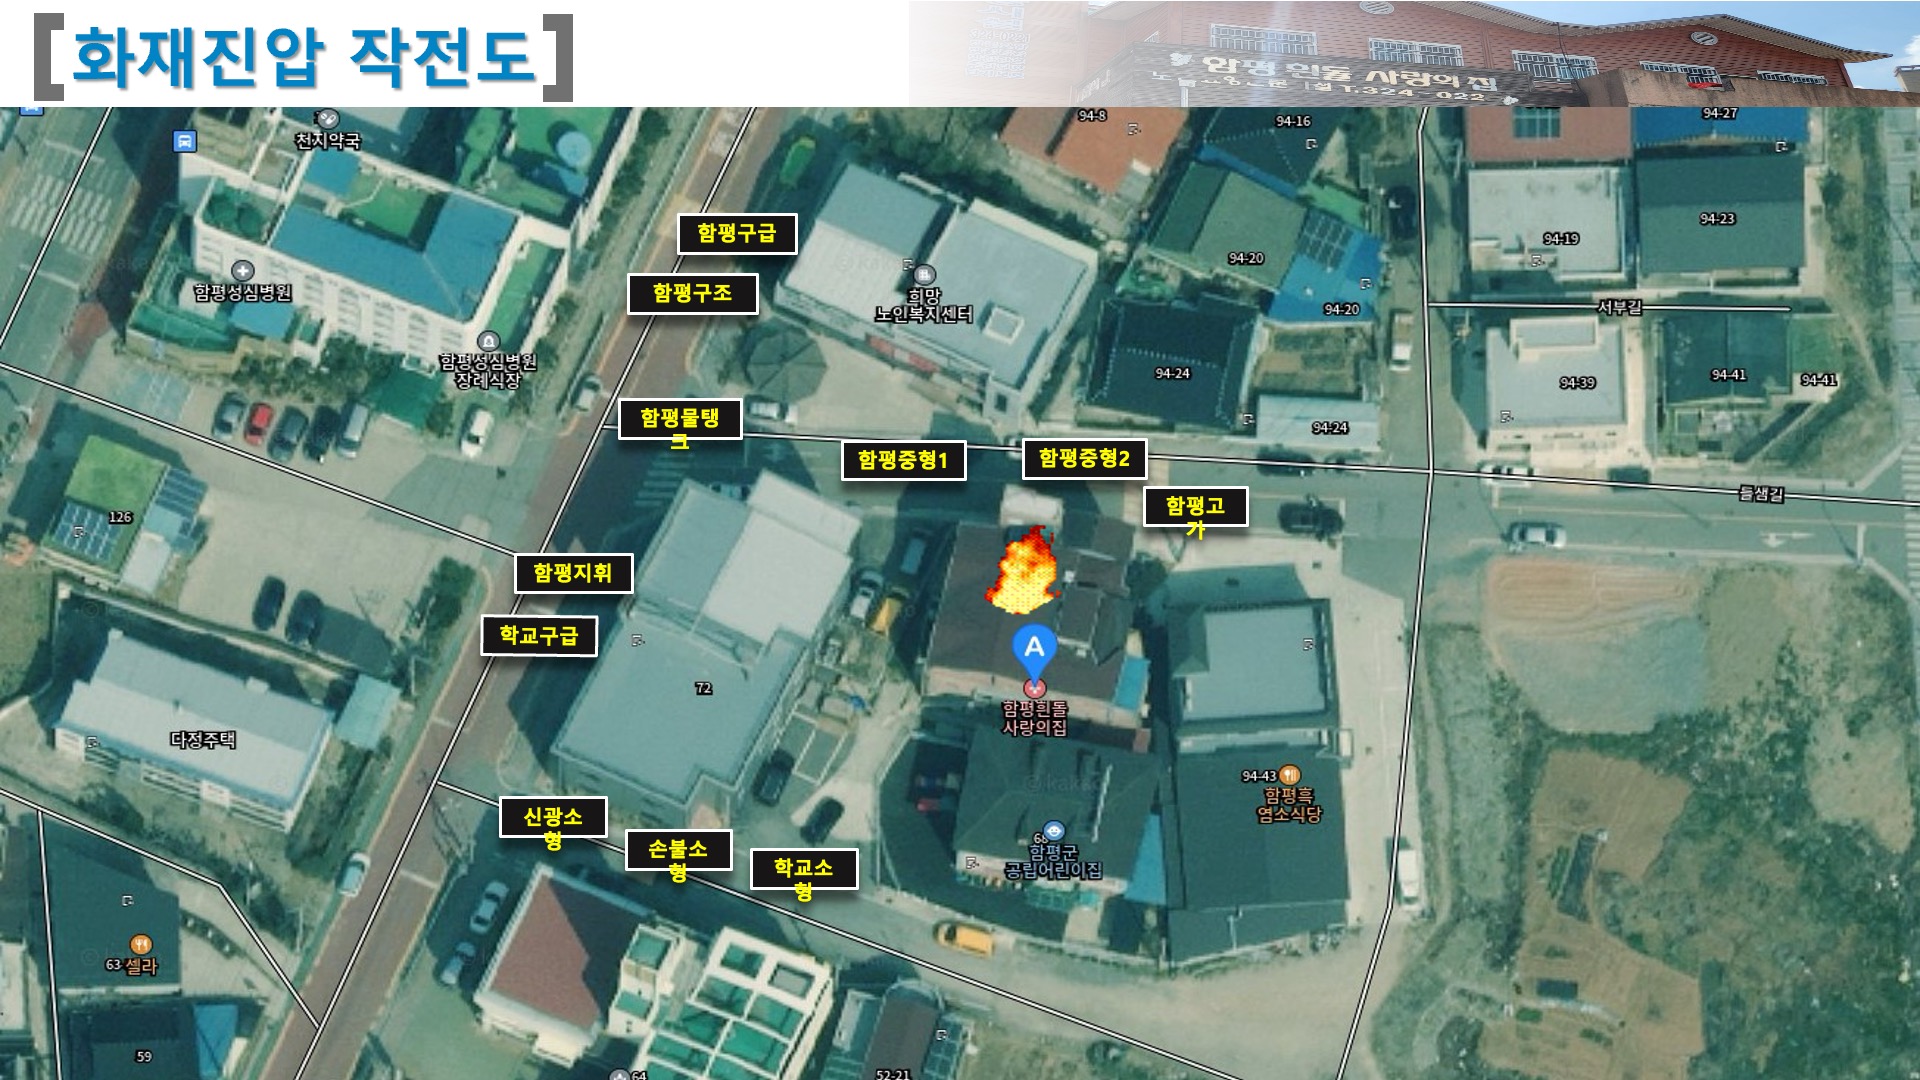 [화재진압 작전도]
함평 흰돌 사랑의 집
천지약국
94-8
94-16
94-27
함평구급
94-19
94-23
94-20
함평성심병원
함평구조
희망
노인복지센터
94-20
서부길
함평성심병원
장례식장
94-24
94-39
94-41
94-41
함평물탱
크
94-24
함평중형1
함평중형2
들샘길
함평고
가
126
함평지휘
학교구급
A
72
함평흰돌
사랑의집
다정주택
94-43
함평흑
염소식당
신광소
형
손불소
형
학교소
형
68
함평군
공립어린이집
63 셀라
59
64
52-21